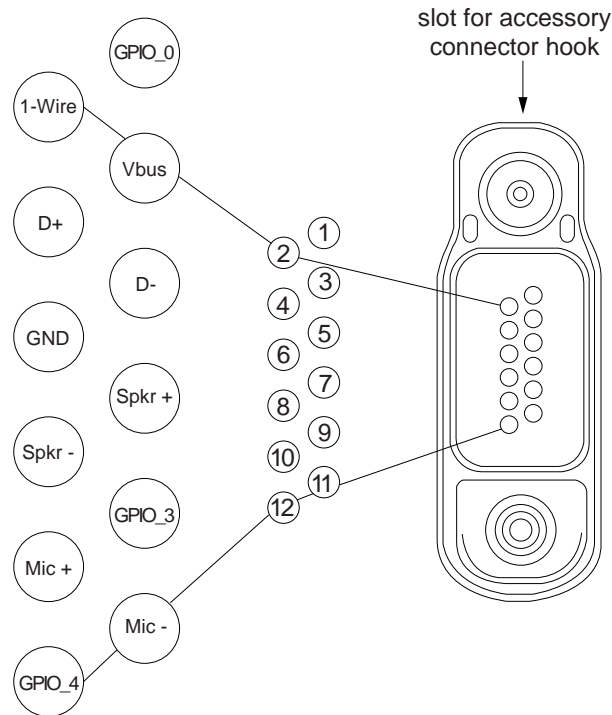 slot for accessory
connector hook
GPIO_0
1-Wire
Vbus
D+
D-
GND
Spkr +
Spkr -
GPIO_3
Mic +
Mic -
GPIO_4
1
2
3
4
5
6
7
8
9
10
11
12